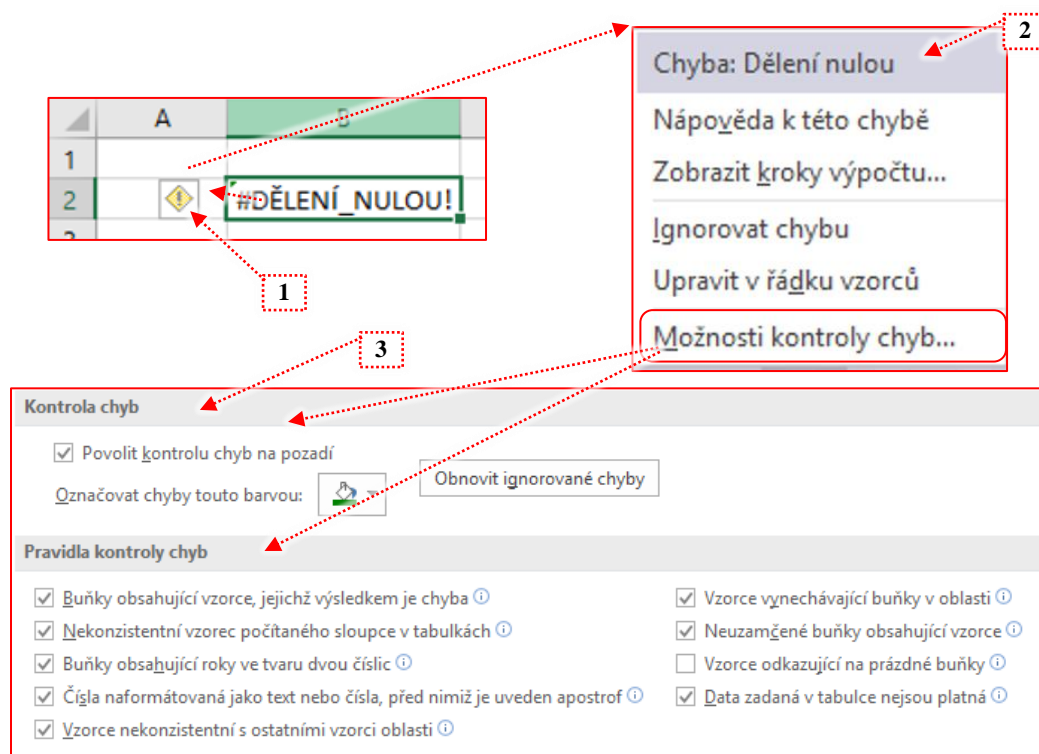 A B
1
2 #DĚLENÍ_NULOU!
1
2
Chyba: Dělení nulou
Nápověda k této chybě
Zobrazit kroky výpočtu...
Ignorovat chybu
Upravit v řádku vzorců
Možnosti kontroly chyb...
3
Kontrola chyb
Povolit kontrolu chyb na pozadí
Označovat chyby touto barvou:
Obnovit ignorované chyby
Pravidla kontroly chyb
Buňky obsahující vzorce, jejichž výsledkem je chyba
Nekonzistentní vzorec počítaného sloupce v tabulkách
Buňky obsahující roky ve tvaru dvou číslic
Čísla naformátovaná jako text nebo čísla, před nimiž je uveden apostrof
Vzorce nekonzistentní s ostatními vzorci oblasti
Vzorce vynechávající buňky v oblasti
Neuzamčené buňky obsahující vzorce
Vzorce odkazující na prázdné buňky
Data zadaná v tabulce nejsou platná